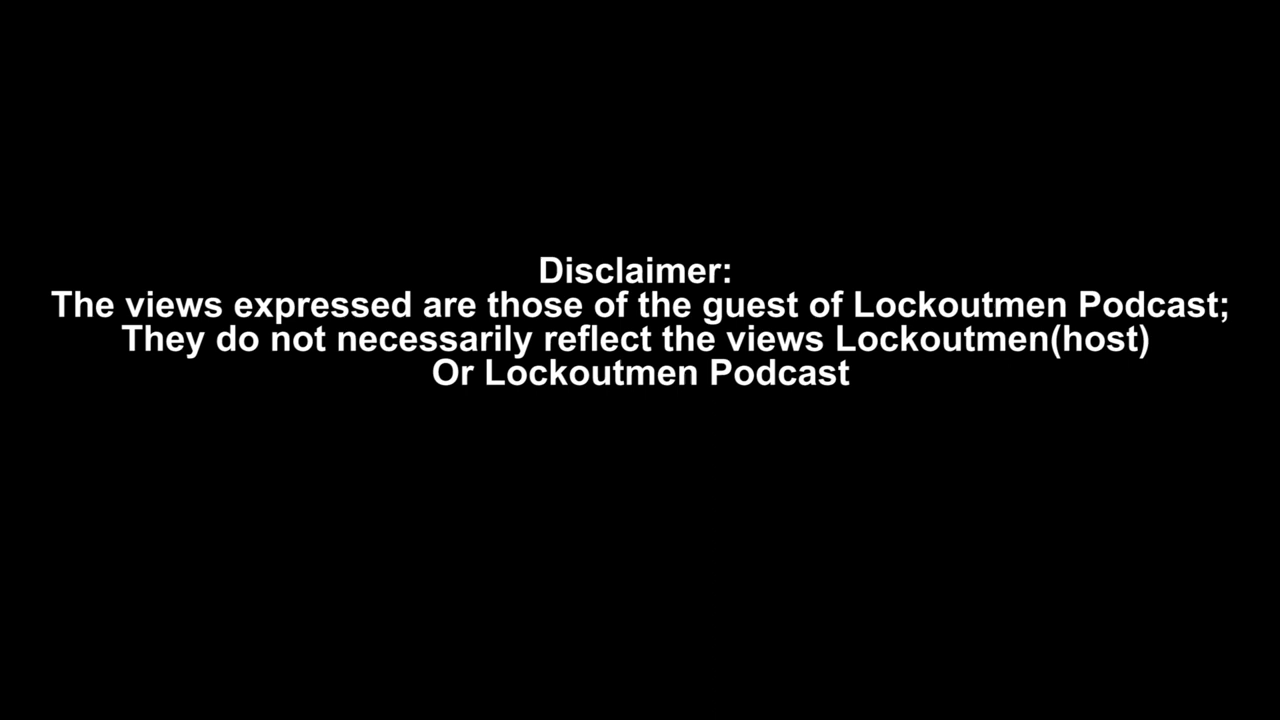 Disclaimer:
The views expressed are those of the guest of Lockoutmen Podcast;
They do not necessarily reflect the views Lockoutmen(host)
Or Lockoutmen Podcast